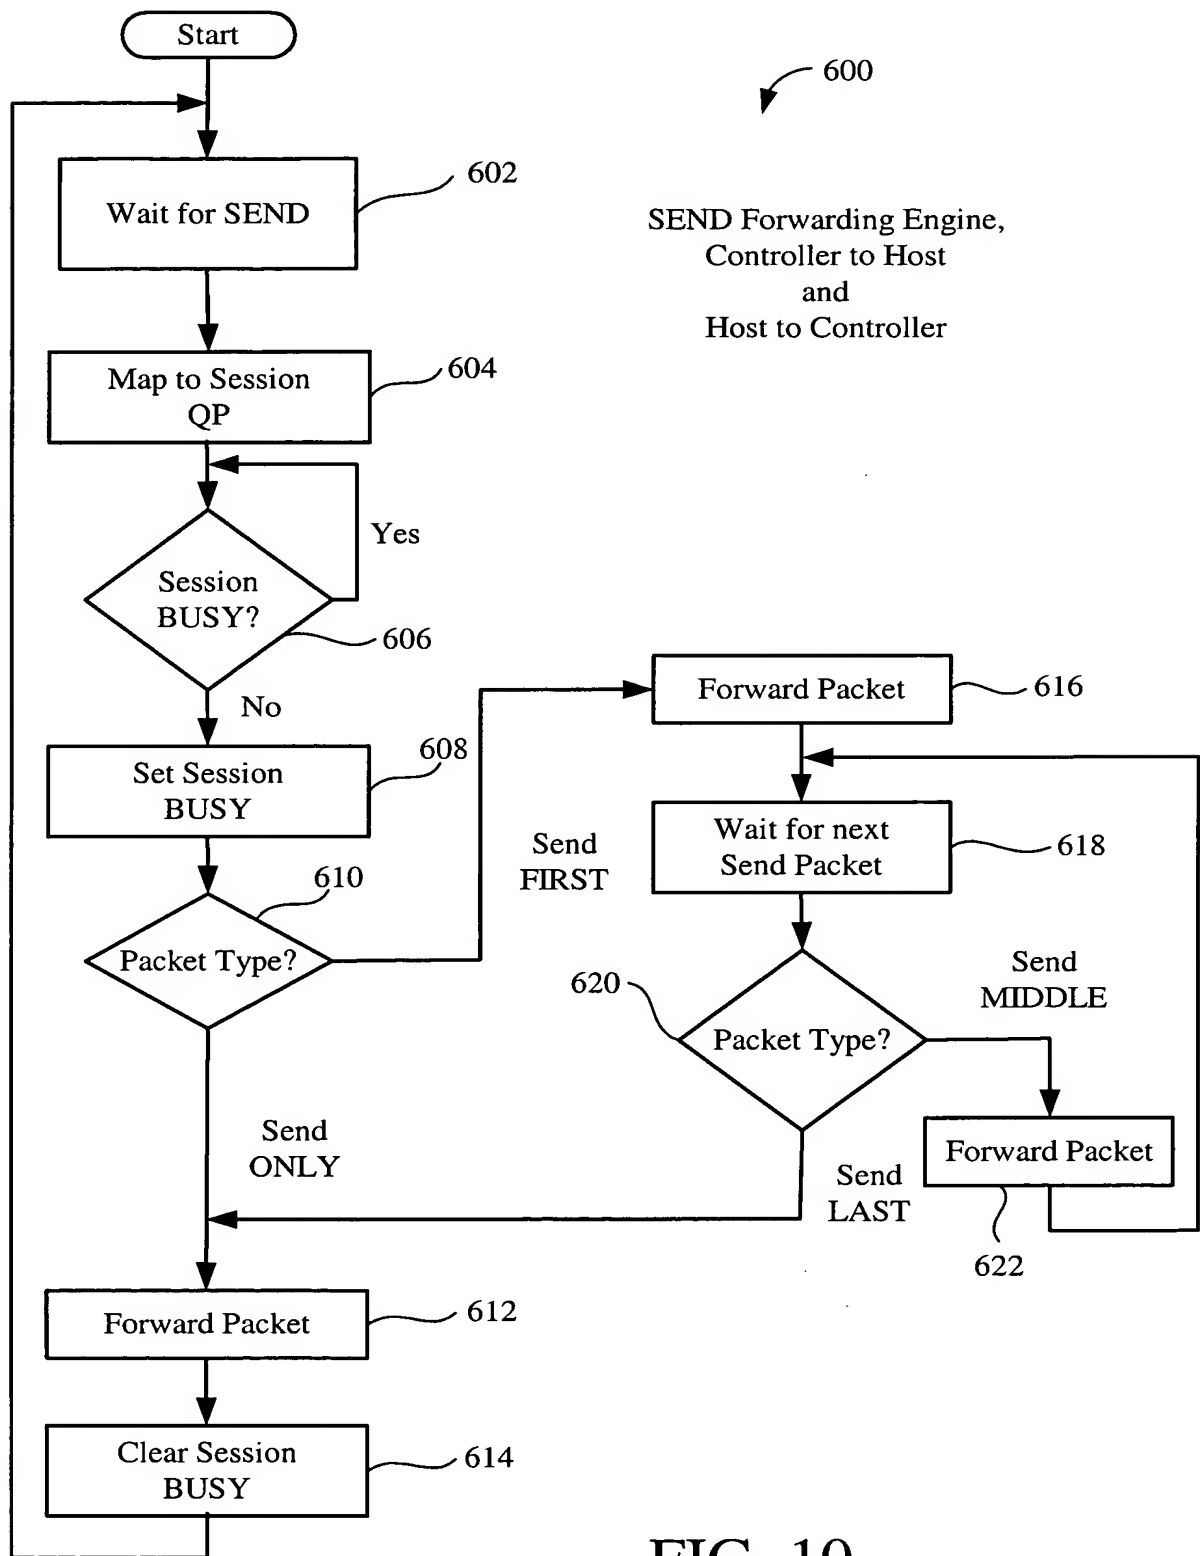 Start
600
Wait for SEND
602
SEND Forwarding Engine,
Controller to Host
and
Host to Controller
Map to Session
QP
604
Yes
Session
BUSY?
606
No
Forward Packet
616
Set Session
BUSY
608
Wait for next
Send Packet
618
Send
FIRST
610
Packet Type?
620
Packet Type?
Send
MIDDLE
Send
ONLY
Forward Packet
622
Send
LAST
Forward Packet
612
Clear Session
BUSY
614
FIG. 10